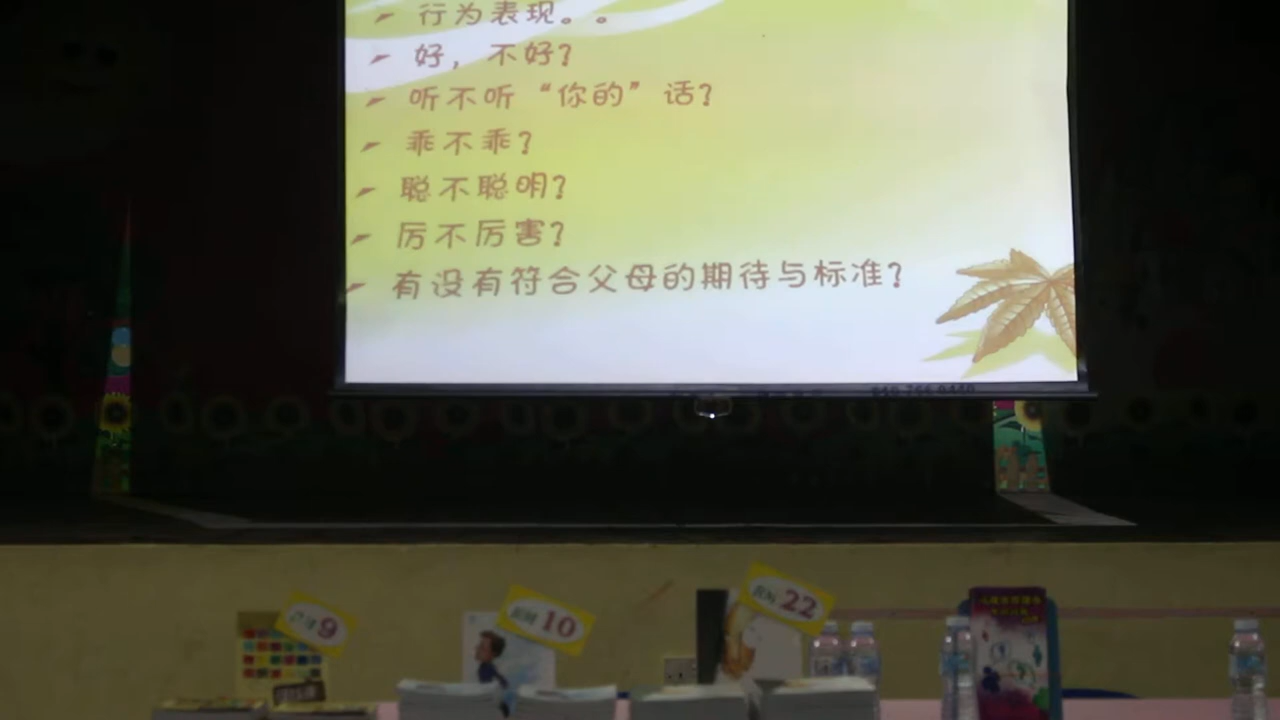 行为表现。。
好，不好？
听不听“你的”话？
乖不乖？
聪不聪明？
厉不厉害？
有没有符合父母的期待与标准？
9
10
22